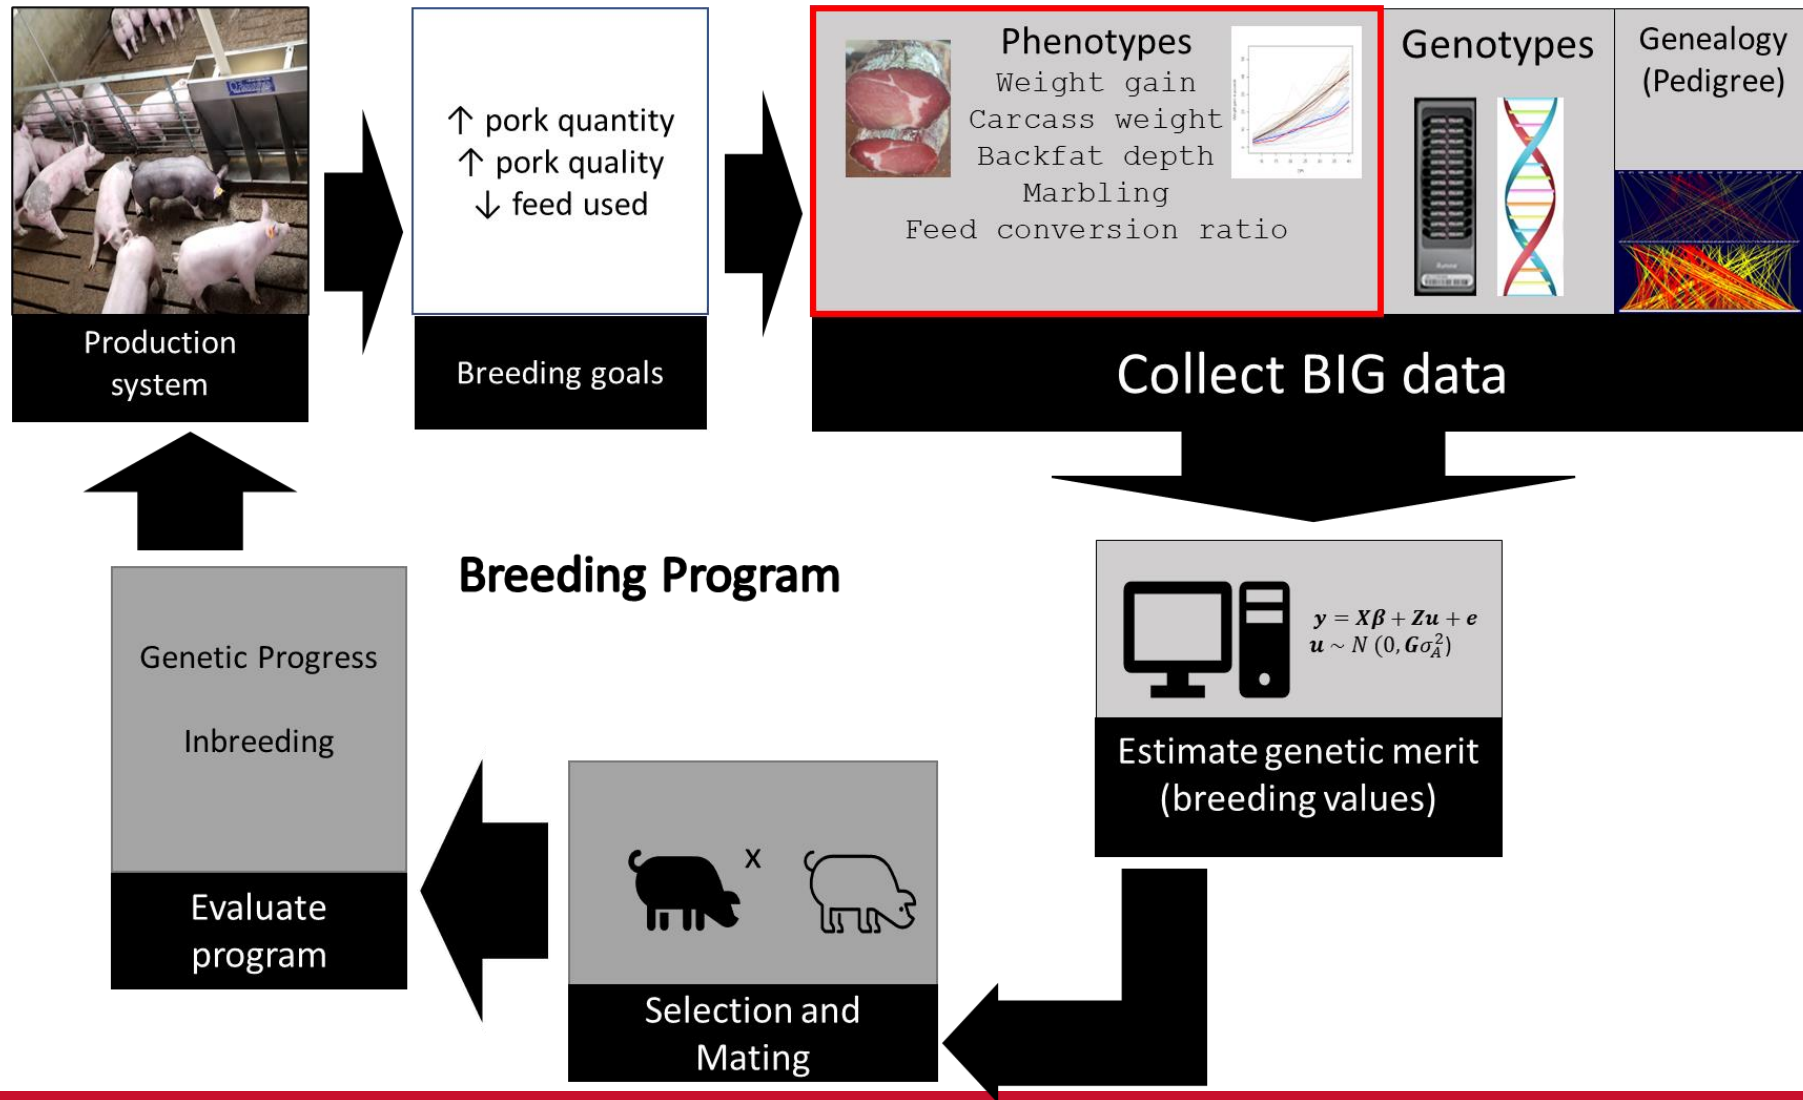 Production
system
↑ pork quantity
↑ pork quality
↓ feed used
Breeding goals
Phenotypes
Weight gain
Carcass weight
Backfat depth
Marbling
Feed conversion ratio
Genotypes
Genealogy
(Pedigree)
Collect BIG data
Breeding Program
y = Xβ + Zu + e
u ~ N (0, Gσ²_A)
Estimate genetic merit
(breeding values)
x
Selection and
Mating
Genetic Progress
Inbreeding
Evaluate
program